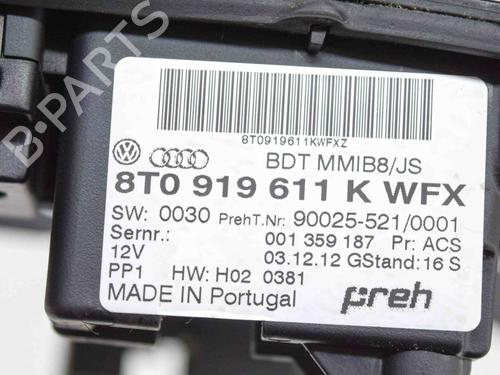 B-PARTS
8T0919611KWFXZ
BDT MMIB8/JS
8T0 919 611 K WFX
SW: 0030 PrehT.Nr: 90025-521/0001
Sernr.: 001 359 187 Pr: ACS
12V 03.12.12 GStand: 16 S
PP1 HW: H02 0381
MADE IN Portugal preh